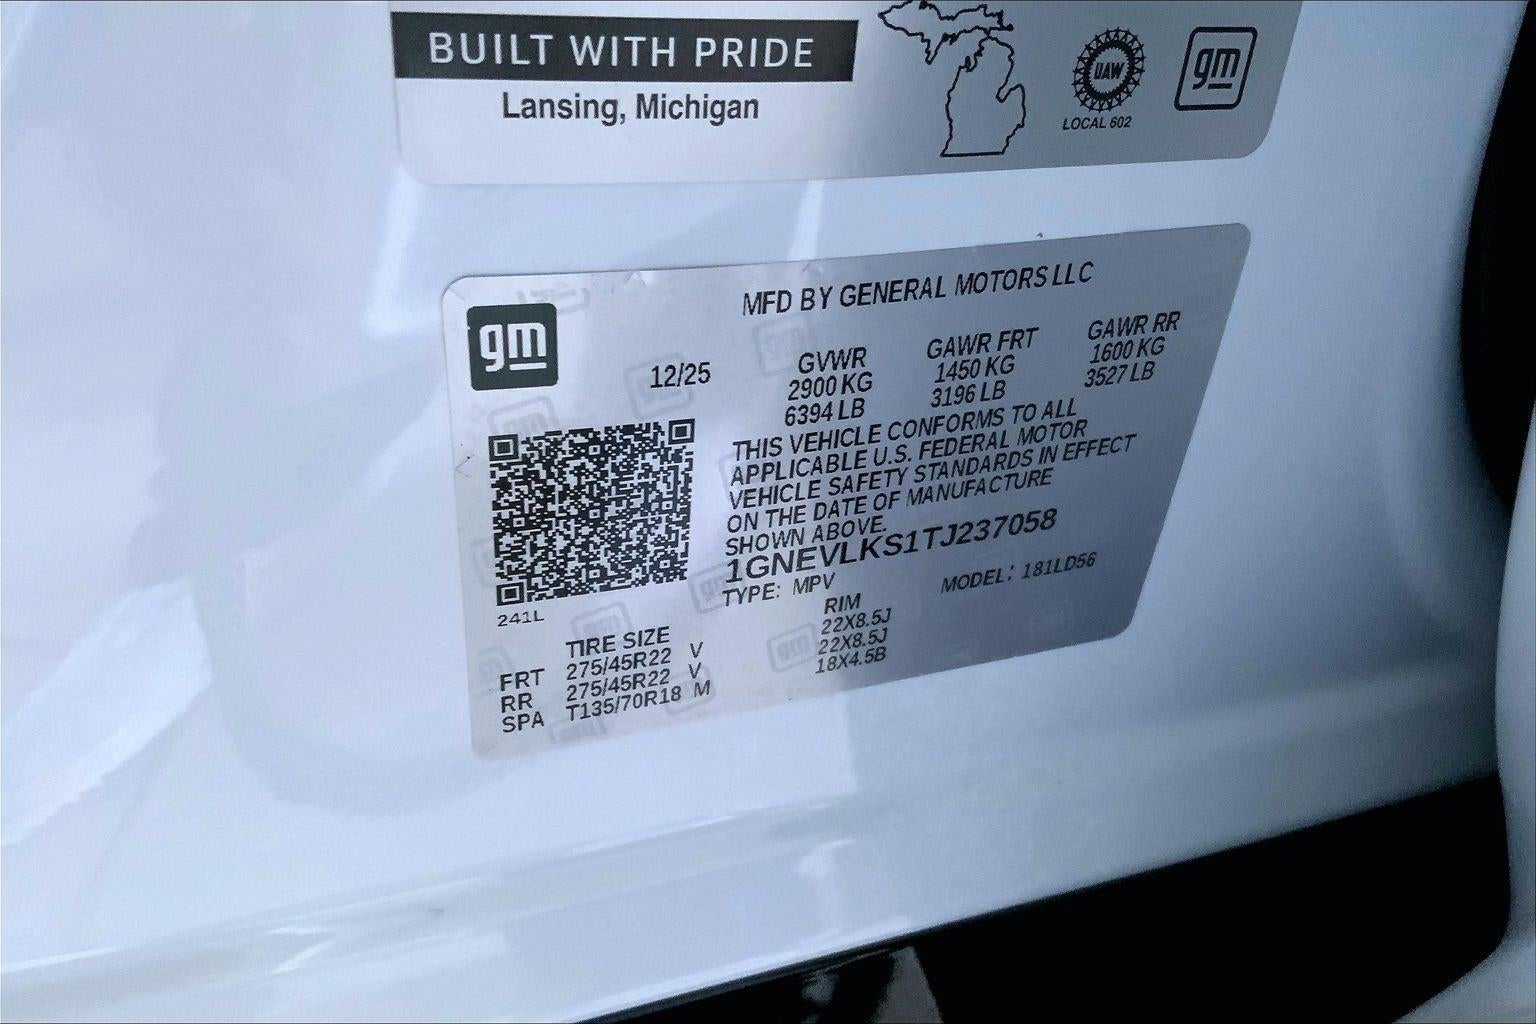 BUILT WITH PRIDE
Lansing, Michigan
UAW
LOCAL 602
gm
gm
MFD BY GENERAL MOTORS LLC
12/25
GVWR GAWR FRT GAWR RR
2900 KG 1450 KG 1600 KG
6394 LB 3196 LB 3527 LB
THIS VEHICLE CONFORMS TO ALL
APPLICABLE U.S. FEDERAL MOTOR
VEHICLE SAFETY STANDARDS IN EFFECT
ON THE DATE OF MANUFACTURE
SHOWN ABOVE.
1GNEVLKS1TJ237058
TYPE: MPV MODEL: 181LD56
241L
TIRE SIZE RIM
FRT 275/45R22 V 22X8.5J
RR 275/45R22 V 22X8.5J
SPA T135/70R18 M 18X4.5B